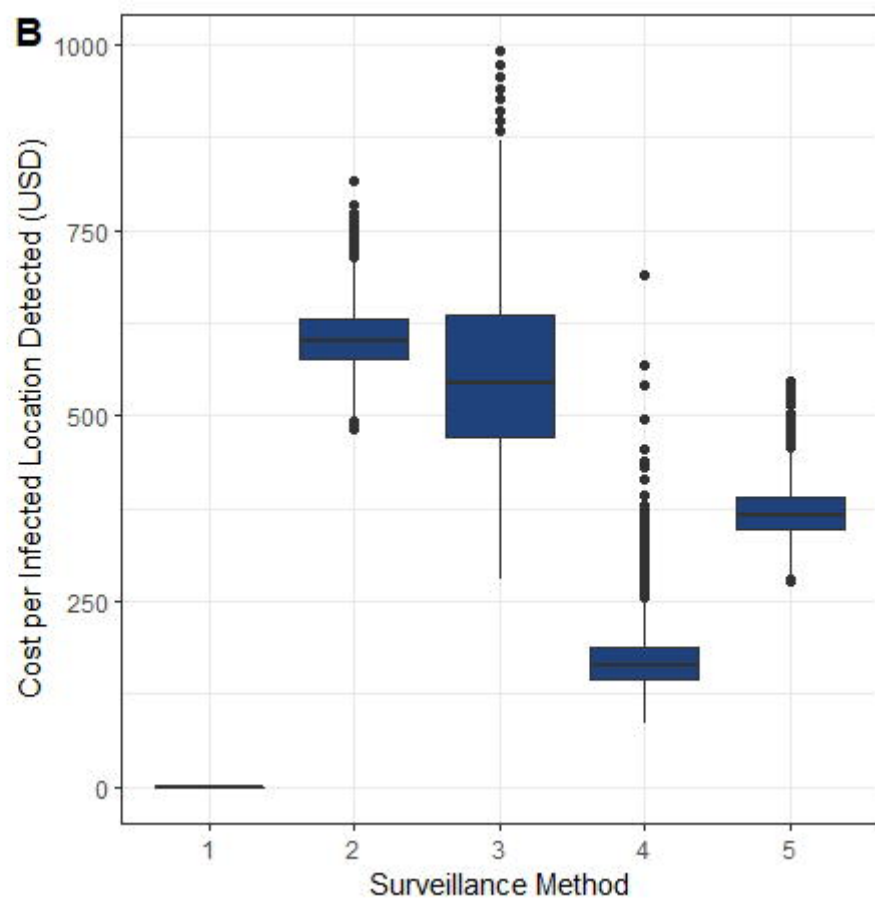 B
Cost per Infected Location Detected (USD)
1000
750
500
250
0
1 2 3 4 5
Surveillance Method